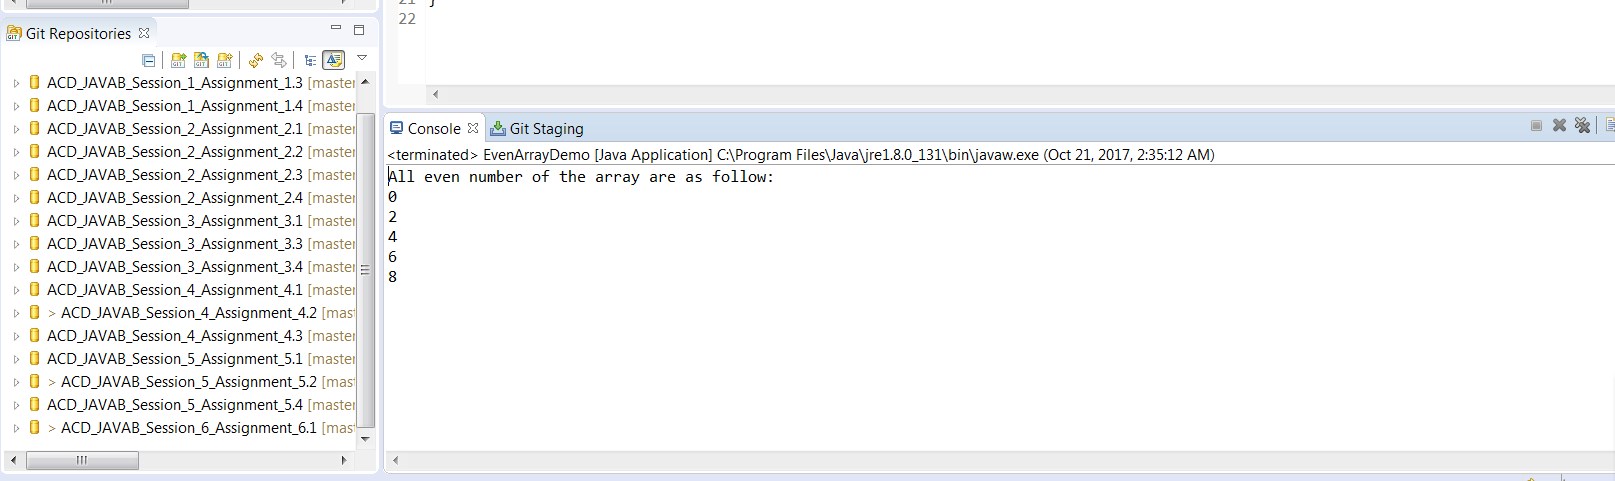 21 }
22
Git Repositories
ACD_JAVAB_Session_1_Assignment_1.3 [master
ACD_JAVAB_Session_1_Assignment_1.4 [master
ACD_JAVAB_Session_2_Assignment_2.1 [master
ACD_JAVAB_Session_2_Assignment_2.2 [master
ACD_JAVAB_Session_2_Assignment_2.3 [master
ACD_JAVAB_Session_2_Assignment_2.4 [master
ACD_JAVAB_Session_3_Assignment_3.1 [master
ACD_JAVAB_Session_3_Assignment_3.3 [master
ACD_JAVAB_Session_3_Assignment_3.4 [master
ACD_JAVAB_Session_4_Assignment_4.1 [master
> ACD_JAVAB_Session_4_Assignment_4.2 [mas
ACD_JAVAB_Session_4_Assignment_4.3 [master
ACD_JAVAB_Session_5_Assignment_5.1 [master
> ACD_JAVAB_Session_5_Assignment_5.2 [mas
ACD_JAVAB_Session_5_Assignment_5.4 [master
> ACD_JAVAB_Session_6_Assignment_6.1 [mas
Console Git Staging
<terminated> EvenArrayDemo [Java Application] C:\Program Files\Java\jre1.8.0_131\bin\javaw.exe (Oct 21, 2017, 2:35:12 AM)
All even number of the array are as follow:
0
2
4
6
8